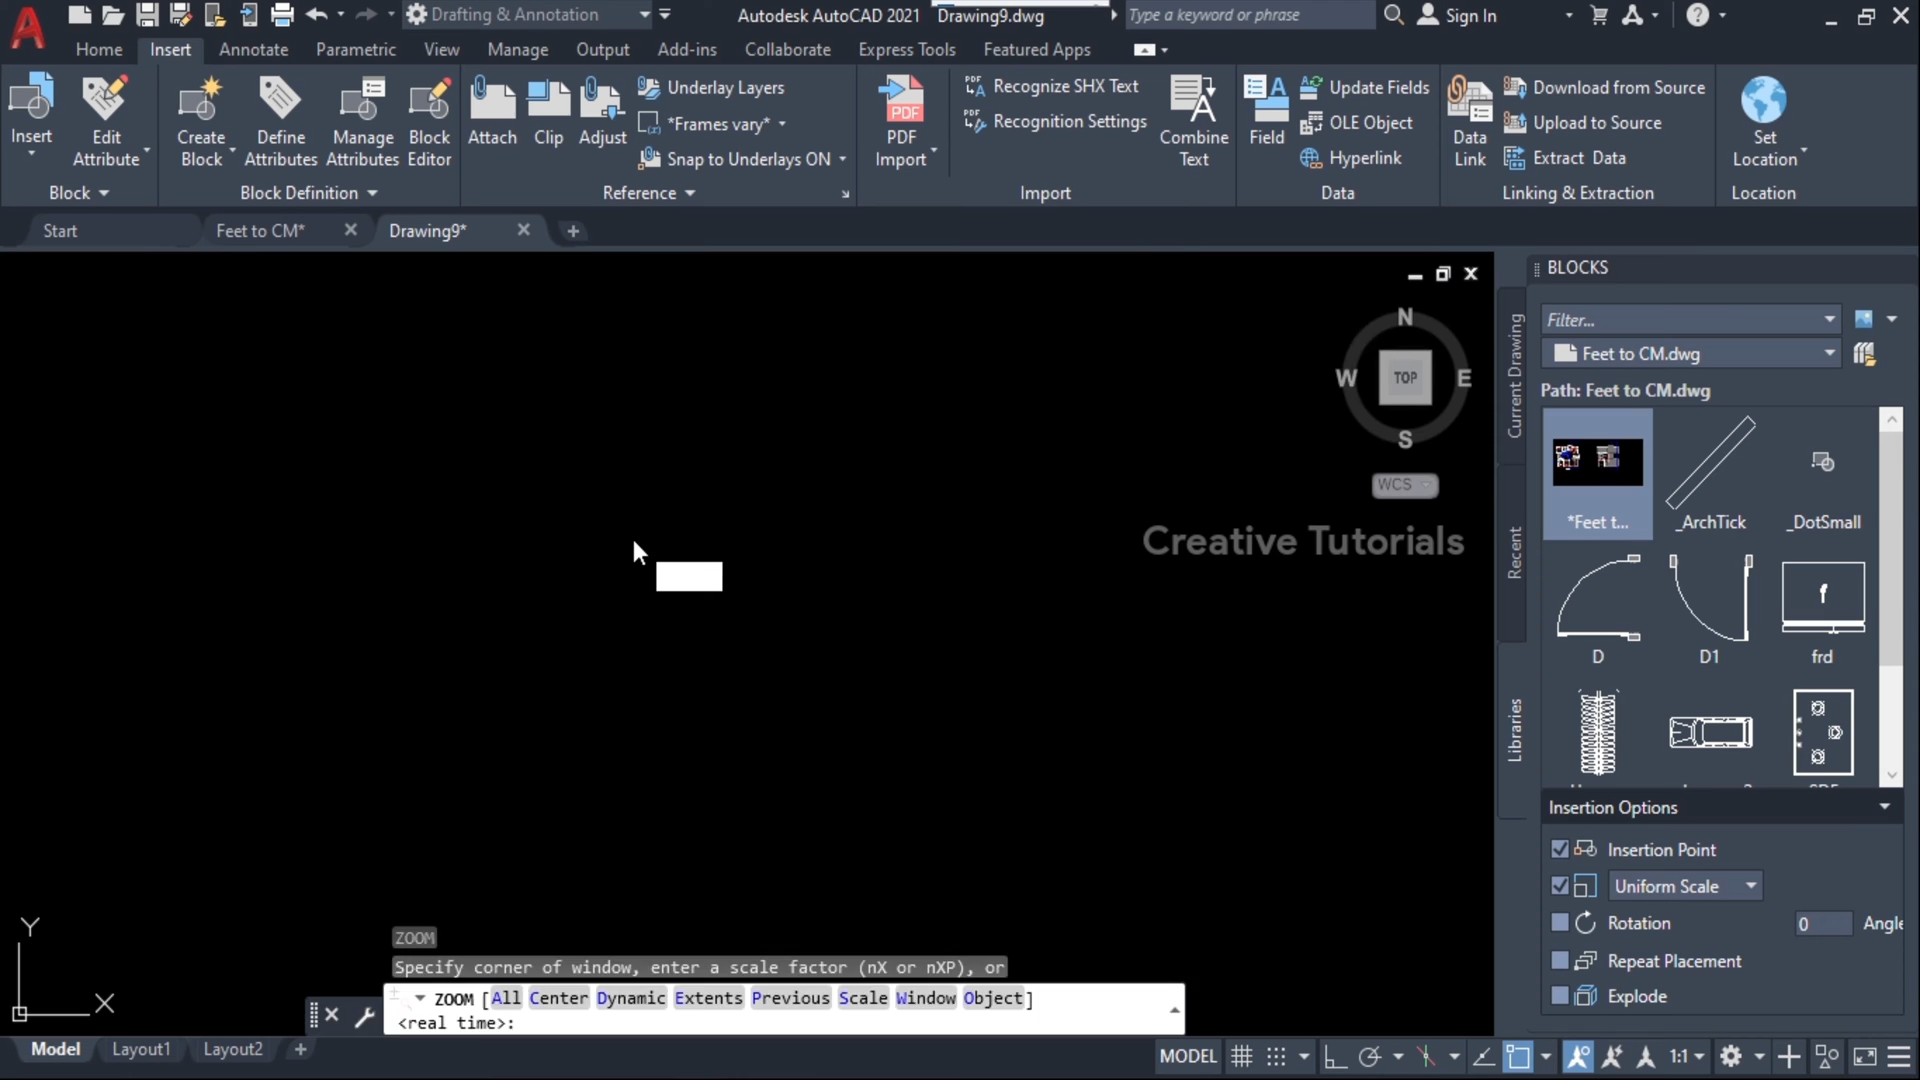 Drafting & Annotation
Autodesk AutoCAD 2021 Drawing9.dwg
Type a keyword or phrase
Sign In
Home Insert Annotate Parametric View Manage Output Add-ins Collaborate Express Tools Featured Apps
Insert
Edit Attribute
Block
Create Block
Define Attributes
Manage Attributes
Block Editor
Block Definition
Attach
Clip
Adjust
Underlay Layers
*Frames vary*
Snap to Underlays ON
Reference
PDF
PDF Import
Recognize SHX Text
Recognition Settings
Combine Text
Import
Field
Update Fields
OLE Object
Hyperlink
Data
Data Link
Download from Source
Upload to Source
Extract Data
Linking & Extraction
Set Location
Location
Start
Feet to CM*
Drawing9*
N
W
TOP
E
S
WCS
Creative Tutorials
BLOCKS
Filter...
Feet to CM.dwg
Path: Feet to CM.dwg
Current Drawing
Recent
Libraries
*Feet t...
_ArchTick
_DotSmall
D
D1
frd
Insertion Options
Insertion Point
Uniform Scale
Rotation 0 Angle
Repeat Placement
Explode
Y
X
ZOOM
Specify corner of window, enter a scale factor (nX or nXP), or
ZOOM [All Center Dynamic Extents Previous Scale Window Object]
<real time>:
Model Layout1 Layout2
MODEL
1:1